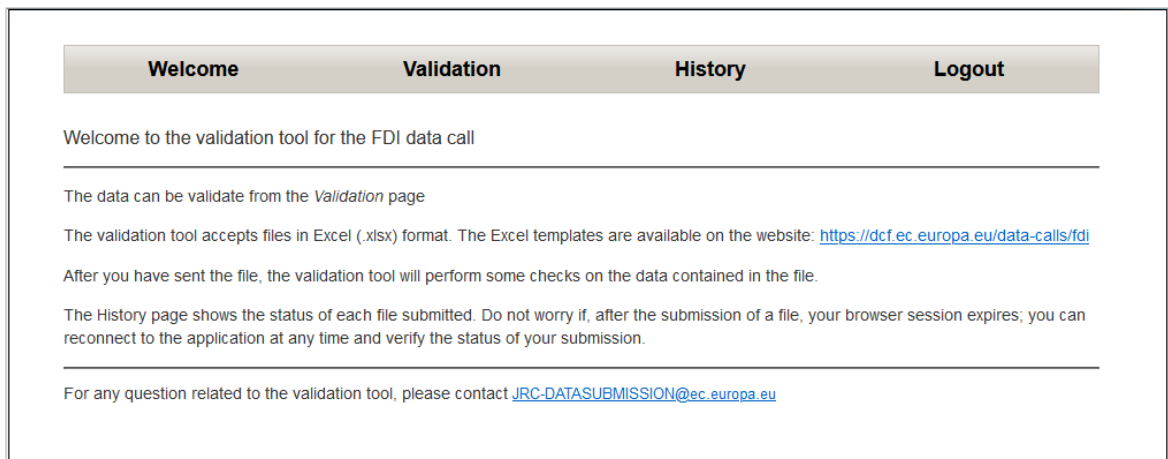 Welcome Validation History Logout
Welcome to the validation tool for the FDI data call
The data can be validate from the Validation page
The validation tool accepts files in Excel (.xlsx) format. The Excel templates are available on the website: https://dcf.ec.europa.eu/data-calls/fdi
After you have sent the file, the validation tool will perform some checks on the data contained in the file.
The History page shows the status of each file submitted. Do not worry if, after the submission of a file, your browser session expires; you can
reconnect to the application at any time and verify the status of your submission.
For any question related to the validation tool, please contact JRC-DATASUBMISSION@ec.europa.eu